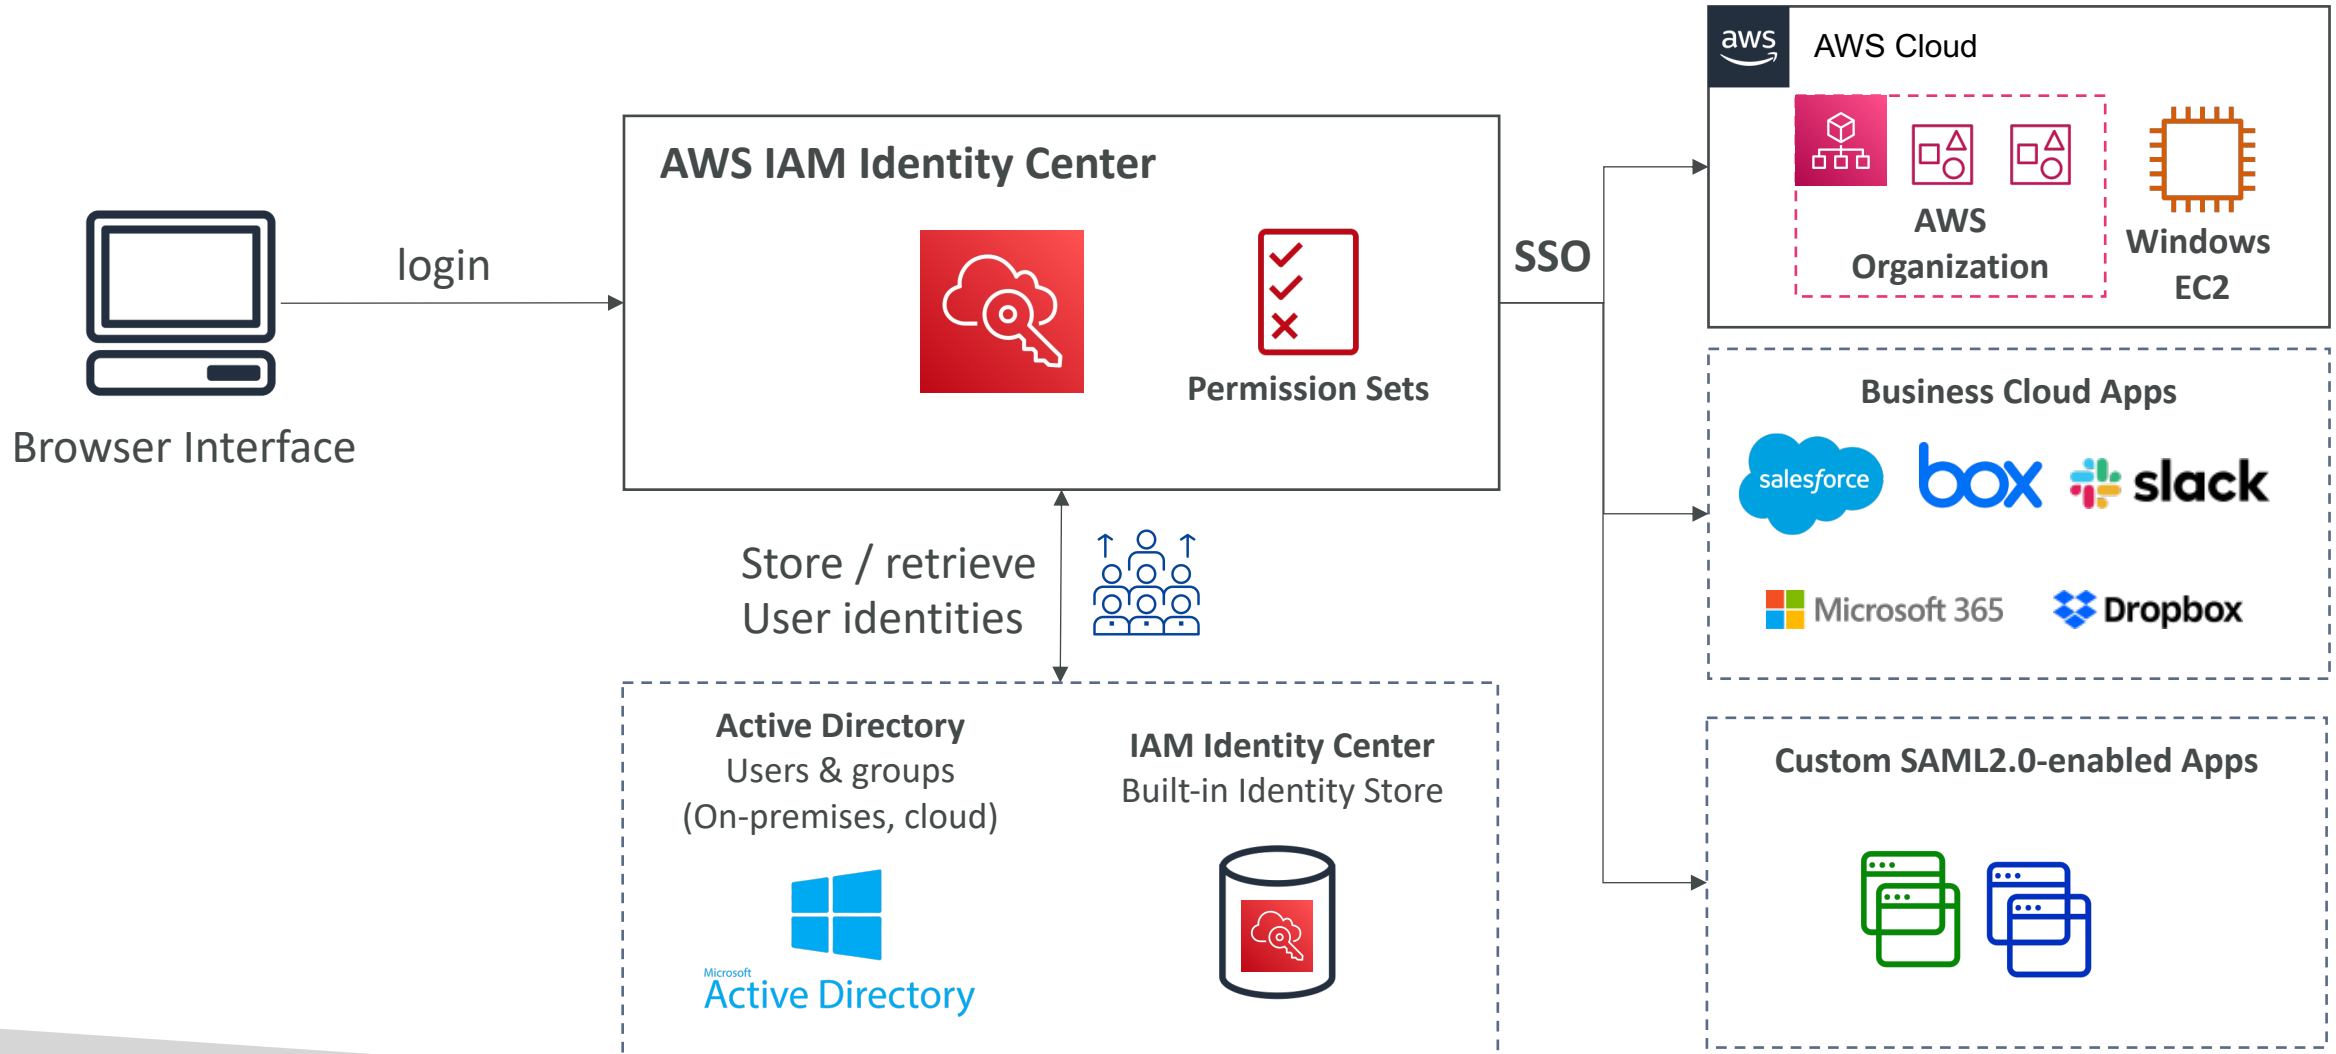 Browser Interface
login
AWS IAM Identity Center
Permission Sets
Store / retrieve
User identities
Active Directory
Users & groups
(On-premises, cloud)
Microsoft
Active Directory
IAM Identity Center
Built-in Identity Store
SSO
aws
AWS Cloud
AWS
Organization
Windows
EC2
Business Cloud Apps
salesforce
box
slack
Microsoft 365
Dropbox
Custom SAML2.0-enabled Apps